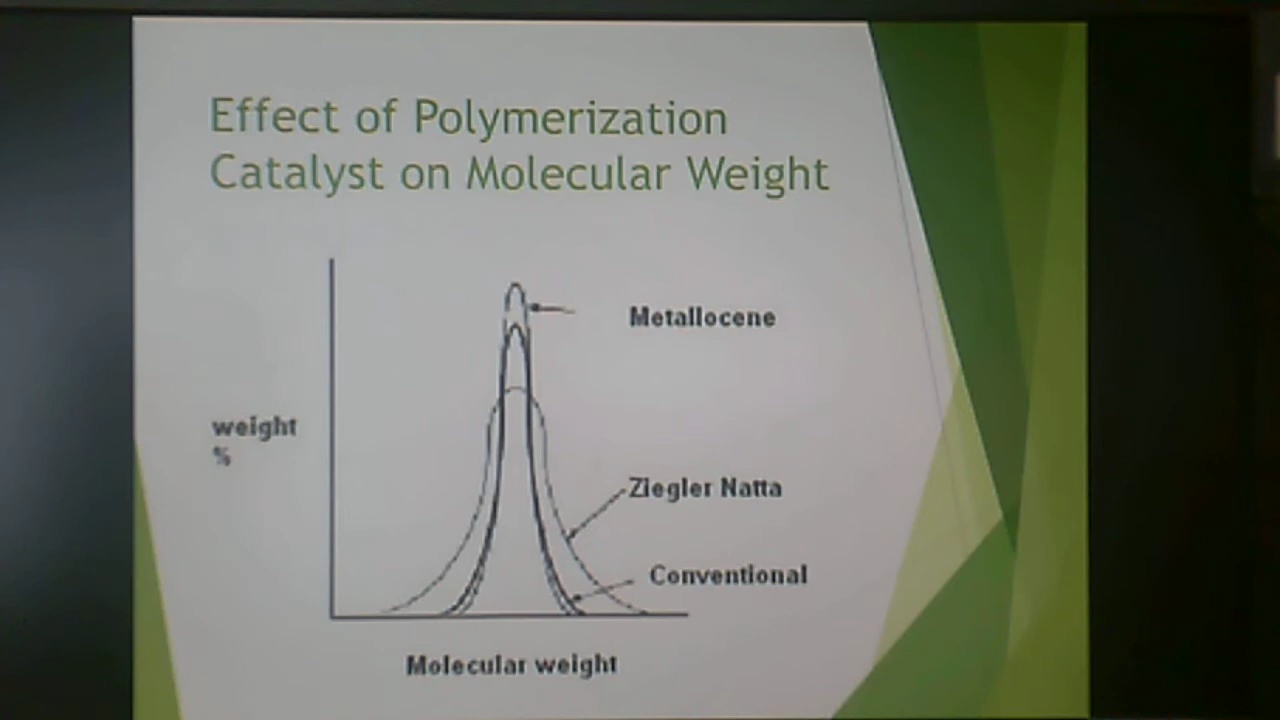 Effect of Polymerization
Catalyst on Molecular Weight
Metallocene
weight
%
Ziegler Natta
Conventional
Molecular weight